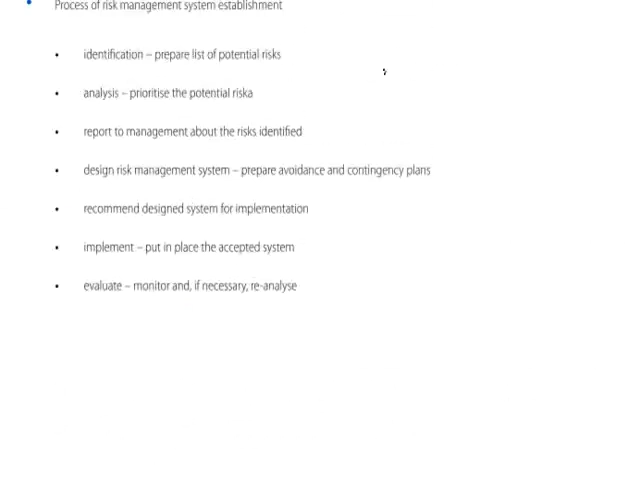 Process of risk management system establishment
identification – prepare list of potential risks
analysis – prioritise the potential riska
report to management about the risks identified
design risk management system – prepare avoidance and contingency plans
recommend designed system for implementation
implement – put in place the accepted system
evaluate – monitor and, if necessary, re-analyse